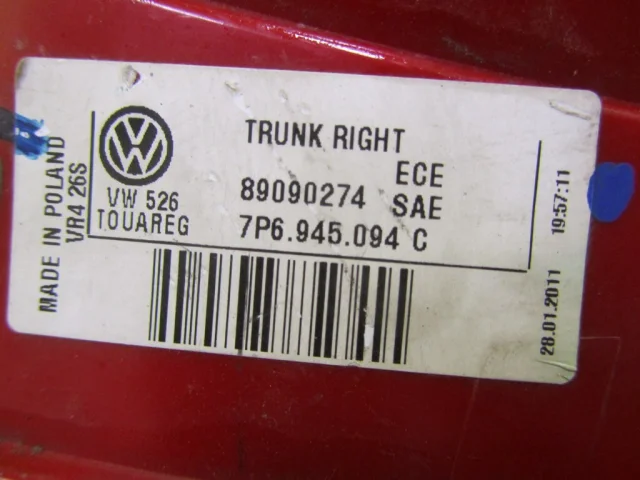 MADE IN POLAND
VR4 26S
VW
VW 526
TOUAREG
TRUNK RIGHT
ECE
89090274 SAE
7P6.945.094 C
28.01.2011 19:57:11